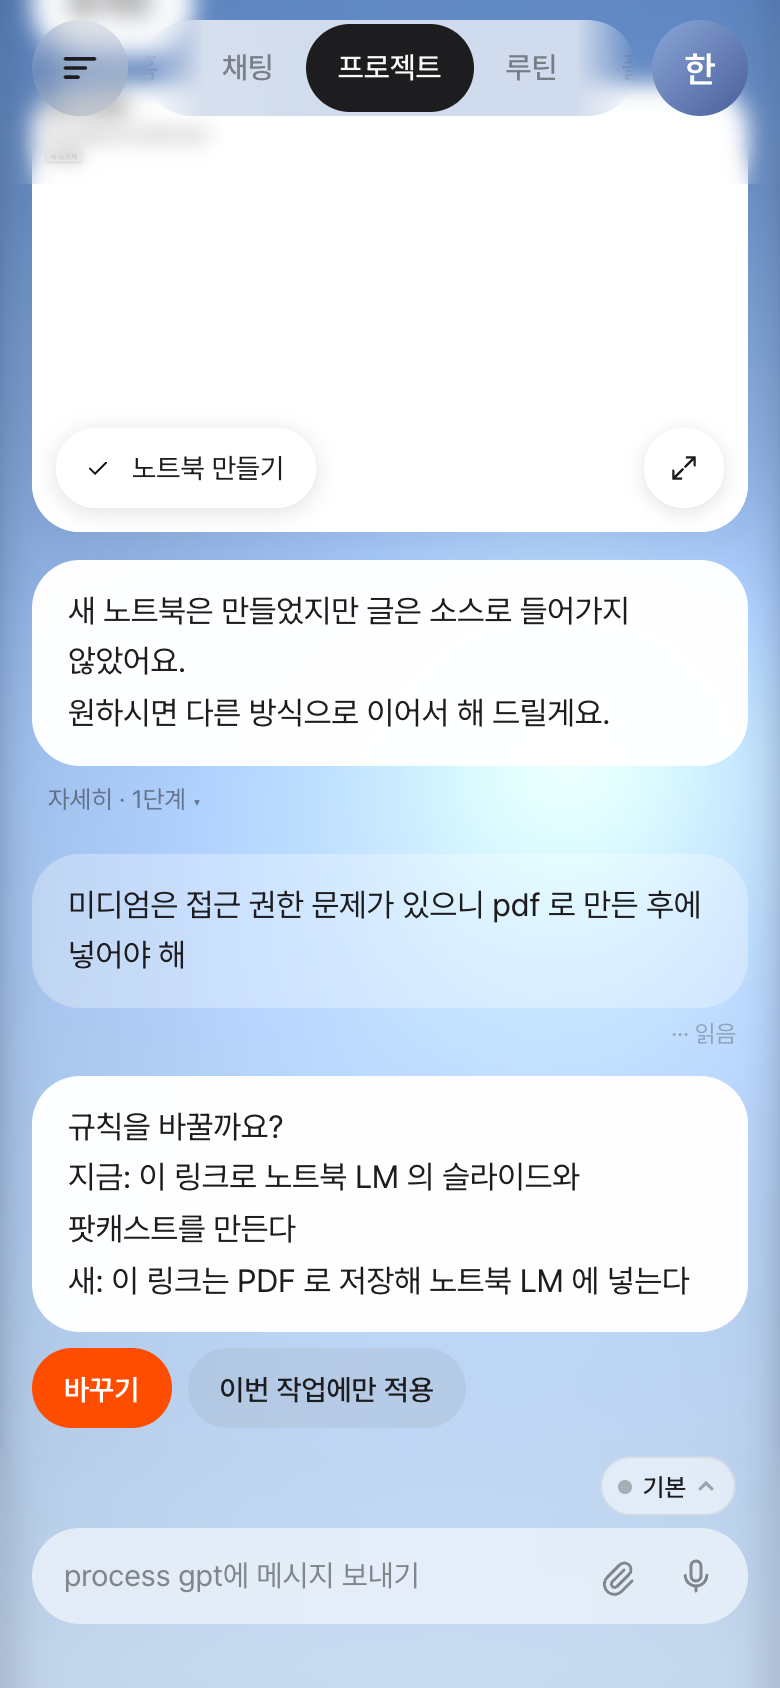 채팅
프로젝트
루틴
한
노트북 만들기
새 노트북은 만들었지만 글은 소스로 들어가지
않았어요.
원하시면 다른 방식으로 이어서 해 드릴게요.
자세히 · 1단계 ▾
미디엄은 접근 권한 문제가 있으니 pdf 로 만든 후에
넣어야 해
··· 읽음
규칙을 바꿀까요?
지금: 이 링크로 노트북 LM 의 슬라이드와
팟캐스트를 만든다
새: 이 링크는 PDF 로 저장해 노트북 LM 에 넣는다
바꾸기
이번 작업에만 적용
기본
process gpt에 메시지 보내기